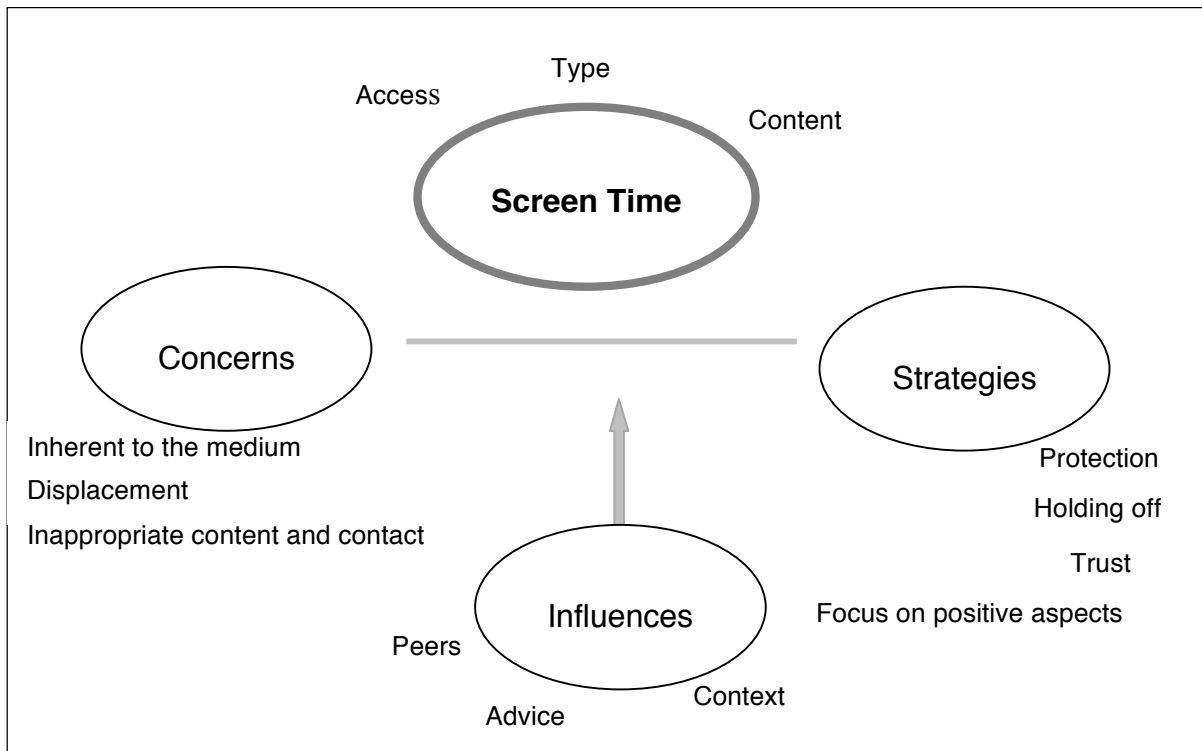 Type
Access
Content
Screen Time
Concerns
Strategies
Inherent to the medium
Displacement
Inappropriate content and contact
Protection
Holding off
Trust
Focus on positive aspects
Influences
Peers
Advice
Context